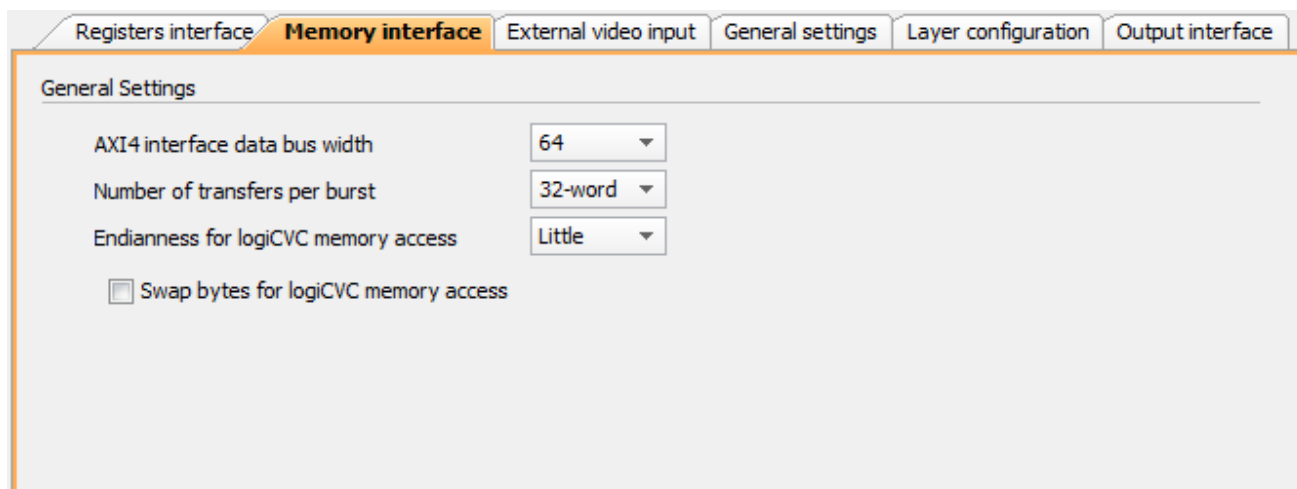 Registers interface Memory interface External video input General settings Layer configuration Output interface
General Settings
AXI4 interface data bus width 64
Number of transfers per burst 32-word
Endianness for logiCVC memory access Little
Swap bytes for logiCVC memory access